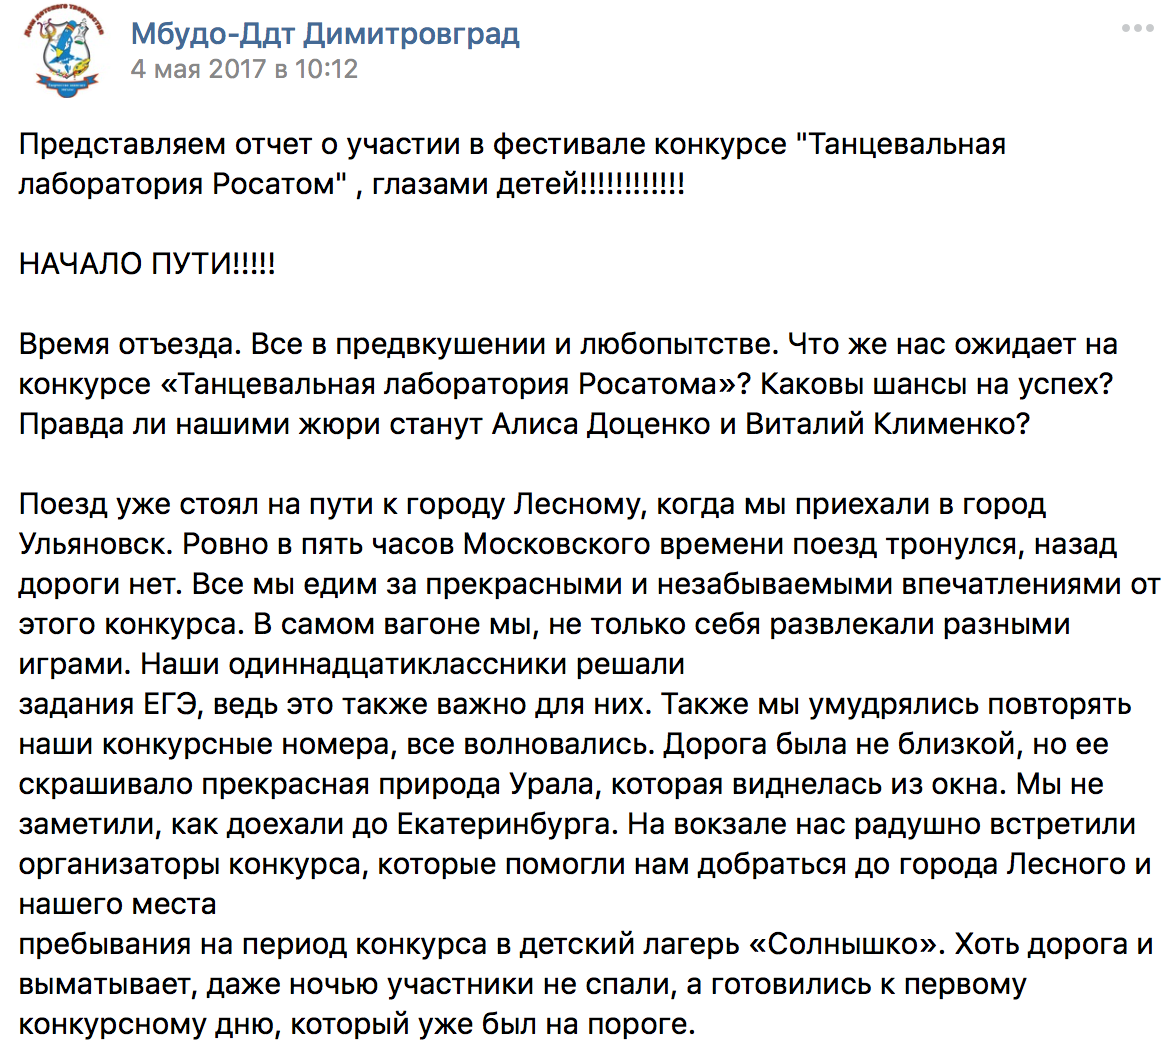 Дом детского творчества
Мбудо-Ддт Димитровград
4 мая 2017 в 10:12
Представляем отчет о участии в фестивале конкурсе "Танцевальная
лаборатория Росатом" , глазами детей!!!!!!!!!!!!
НАЧАЛО ПУТИ!!!!!
Время отъезда. Все в предвкушении и любопытстве. Что же нас ожидает на
конкурсе «Танцевальная лаборатория Росатома»? Каковы шансы на успех?
Правда ли нашими жюри станут Алиса Доценко и Виталий Клименко?
Поезд уже стоял на пути к городу Лесному, когда мы приехали в город
Ульяновск. Ровно в пять часов Московского времени поезд тронулся, назад
дороги нет. Все мы едим за прекрасными и незабываемыми впечатлениями от
этого конкурса. В самом вагоне мы, не только себя развлекали разными
играми. Наши одиннадцатиклассники решали
задания ЕГЭ, ведь это также важно для них. Также мы умудрялись повторять
наши конкурсные номера, все волновались. Дорога была не близкой, но ее
скрашивало прекрасная природа Урала, которая виднелась из окна. Мы не
заметили, как доехали до Екатеринбурга. На вокзале нас радушно встретили
организаторы конкурса, которые помогли нам добраться до города Лесного и
нашего места
пребывания на период конкурса в детский лагерь «Солнышко». Хоть дорога и
выматывает, даже ночью участники не спали, а готовились к первому
конкурсному дню, который уже был на пороге.